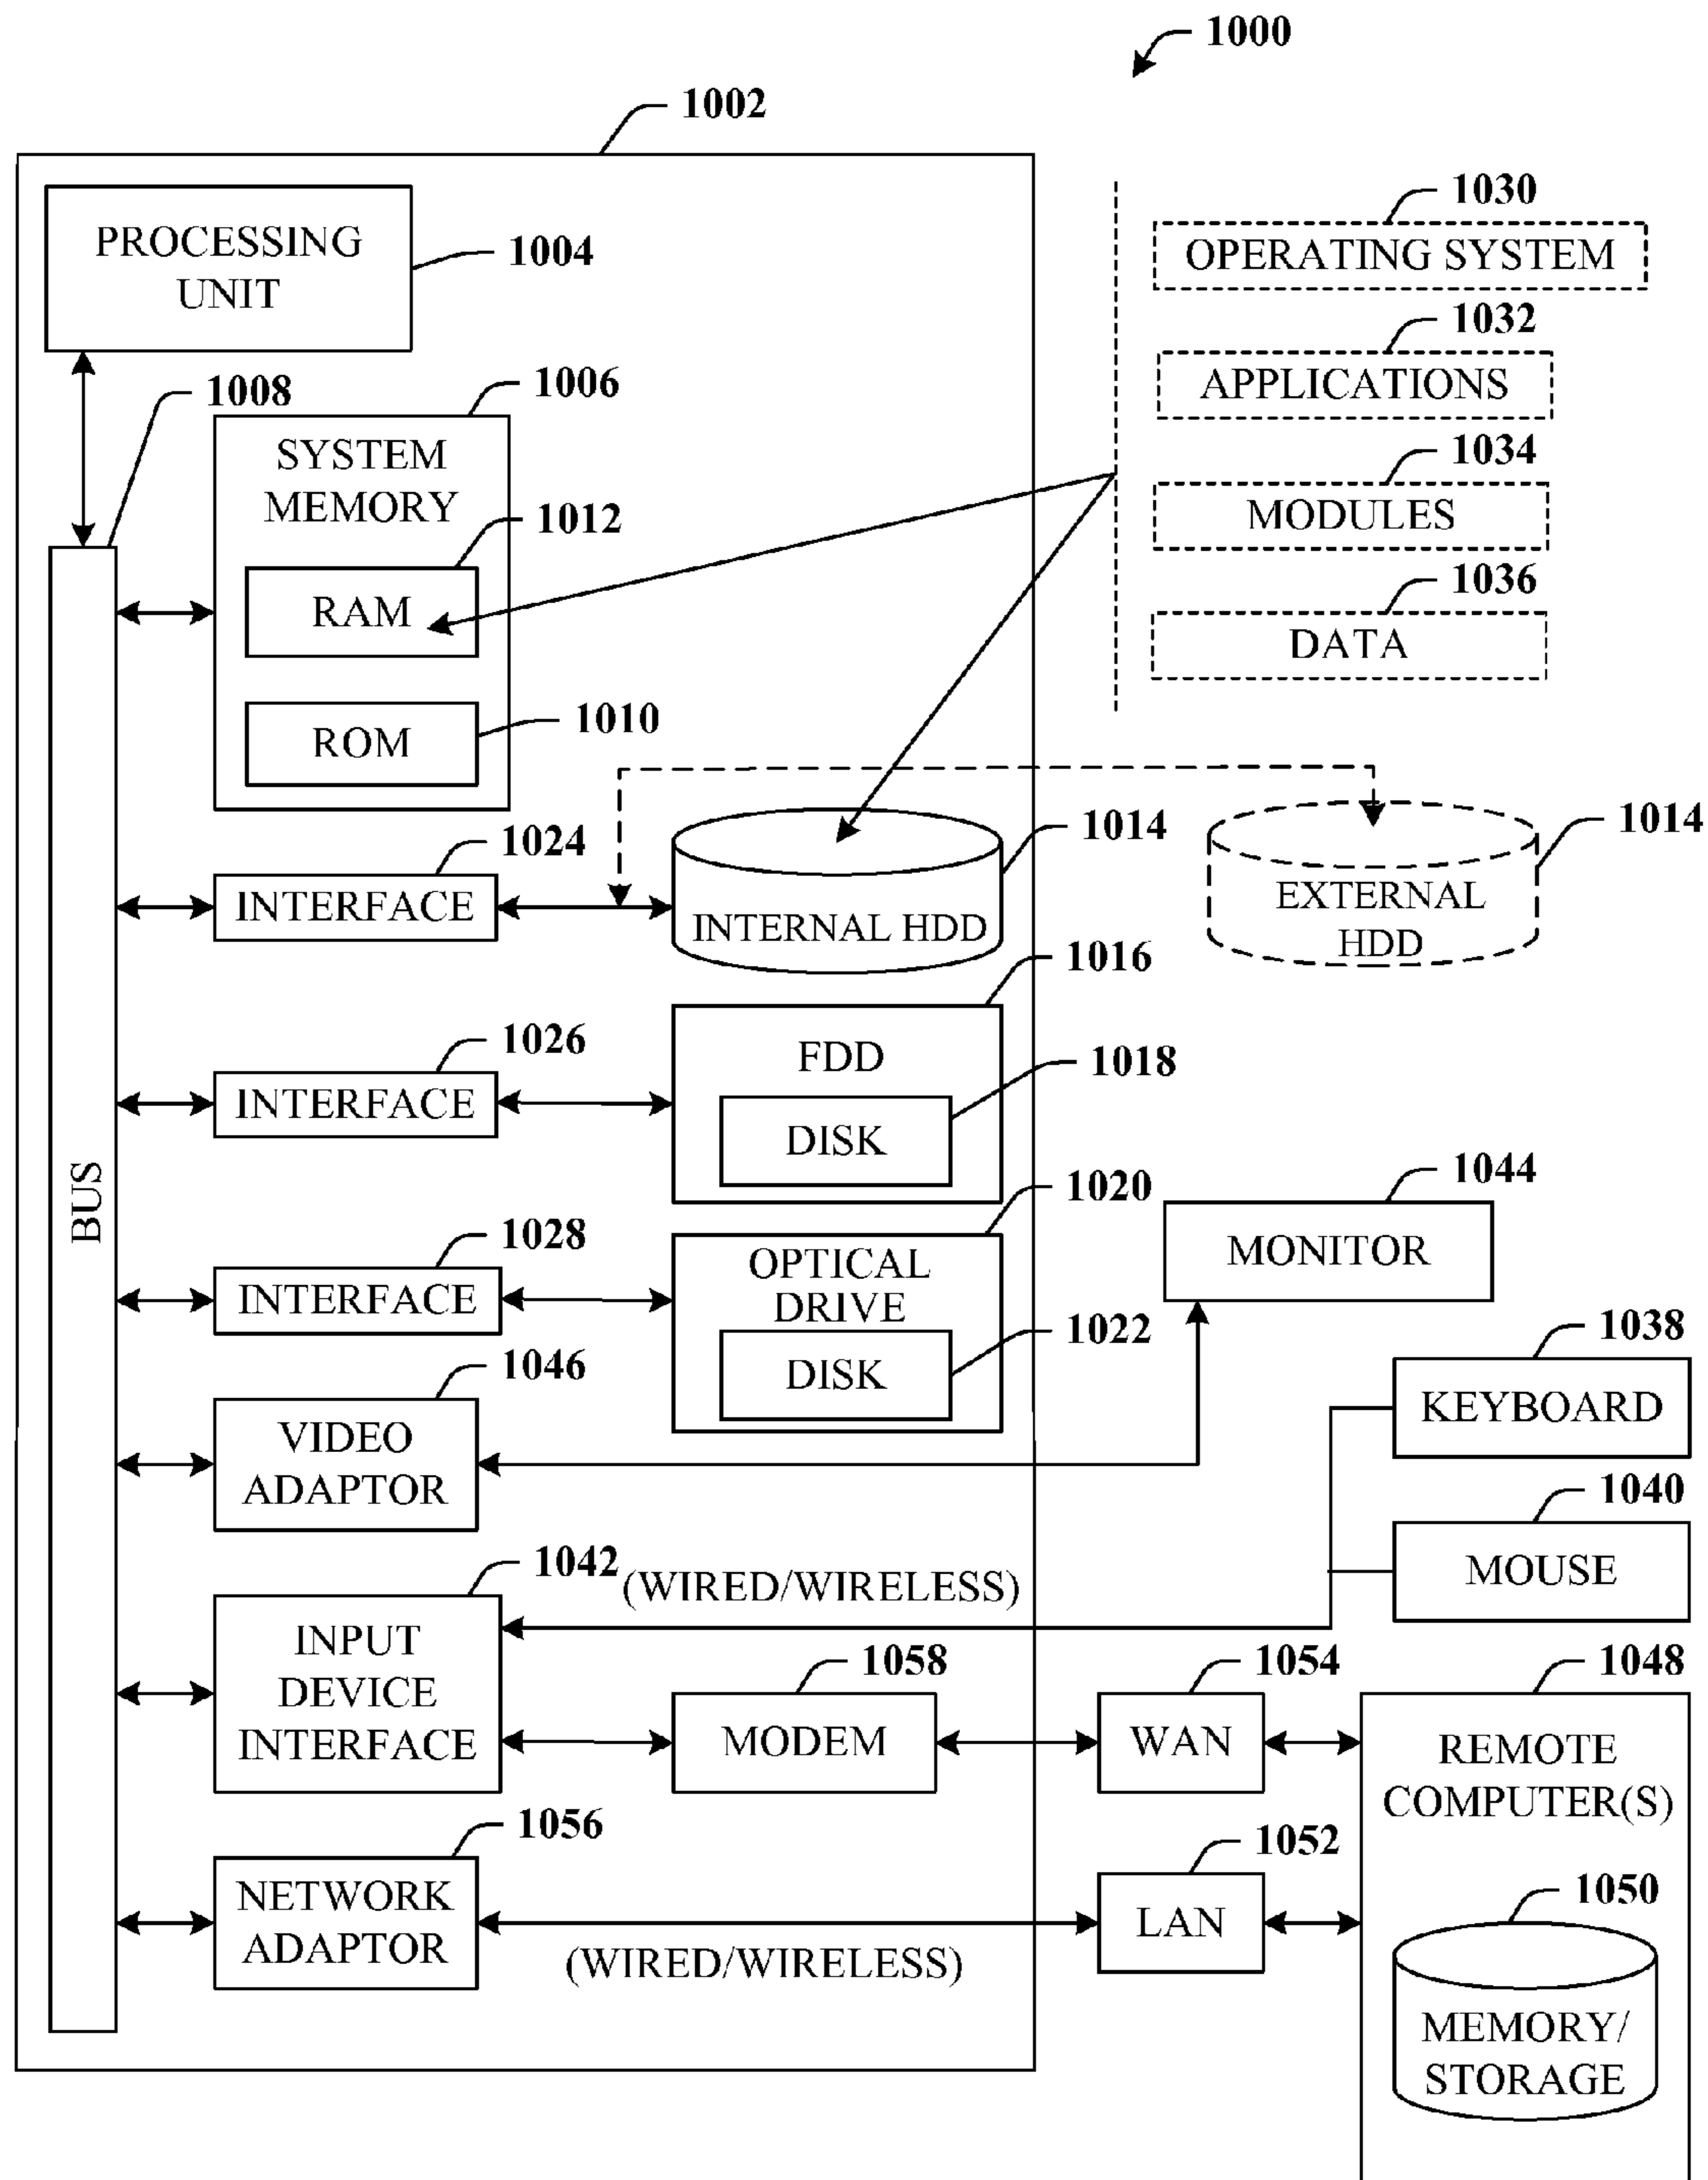 1000
1002
PROCESSING
UNIT
1004
1030
OPERATING SYSTEM
1032
APPLICATIONS
1034
MODULES
1036
DATA
1008
1006
SYSTEM
MEMORY
1012
RAM
1010
ROM
1024
INTERFACE
1014
INTERNAL HDD
1014
EXTERNAL
HDD
1016
FDD
1018
DISK
1026
INTERFACE
BUS
1020
OPTICAL
DRIVE
1022
DISK
1028
INTERFACE
1044
MONITOR
1046
VIDEO
ADAPTOR
1038
KEYBOARD
1040
MOUSE
1042
(WIRED/WIRELESS)
INPUT
DEVICE
INTERFACE
1058
MODEM
1054
WAN
1048
REMOTE
COMPUTER(S)
1056
NETWORK
ADAPTOR
(WIRED/WIRELESS)
1052
LAN
1050
MEMORY/
STORAGE